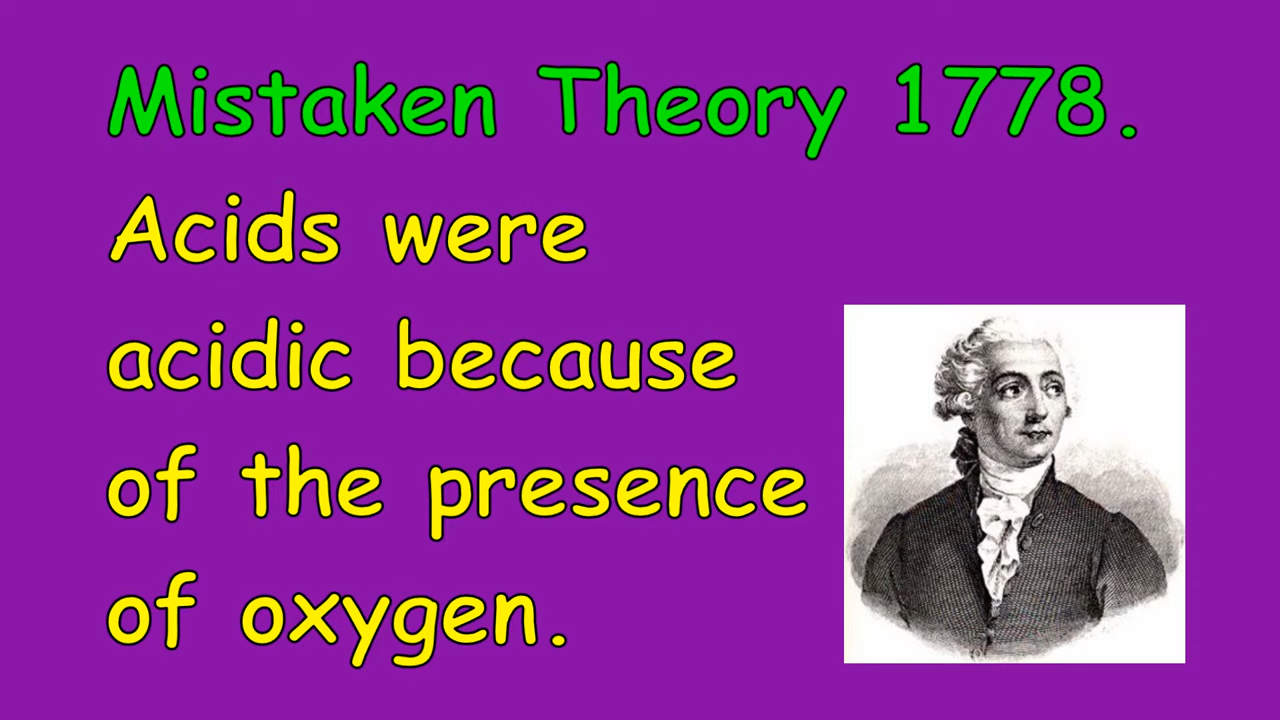 Mistaken Theory 1778.
Acids were
acidic because
of the presence
of oxygen.